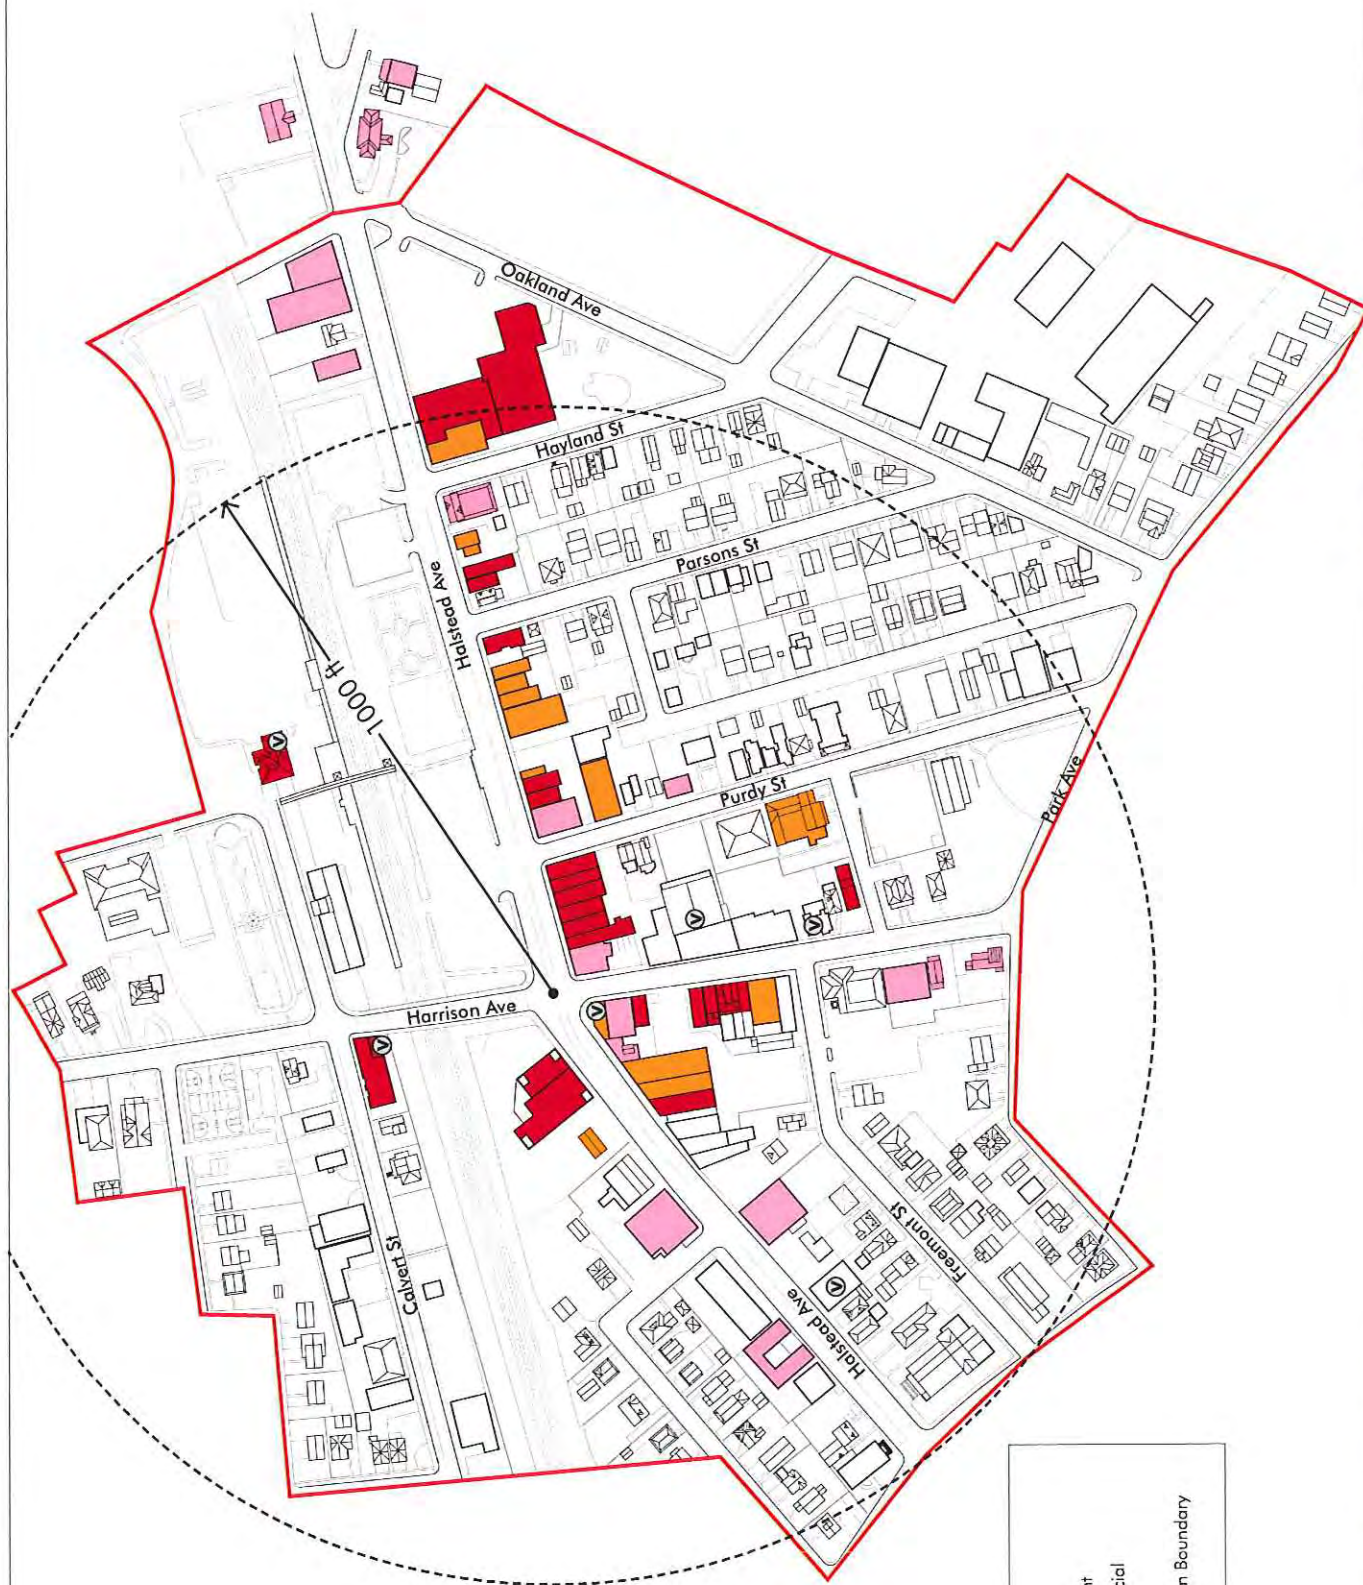 Oakland Ave
Hayland St
Parsons St
Halstead Ave
1000 ft
Purdy St
Park Ave
V
V
V
Harrison Ave
V
V
Calvert St
Freemont St
V
Halstead Ave
n Boundary